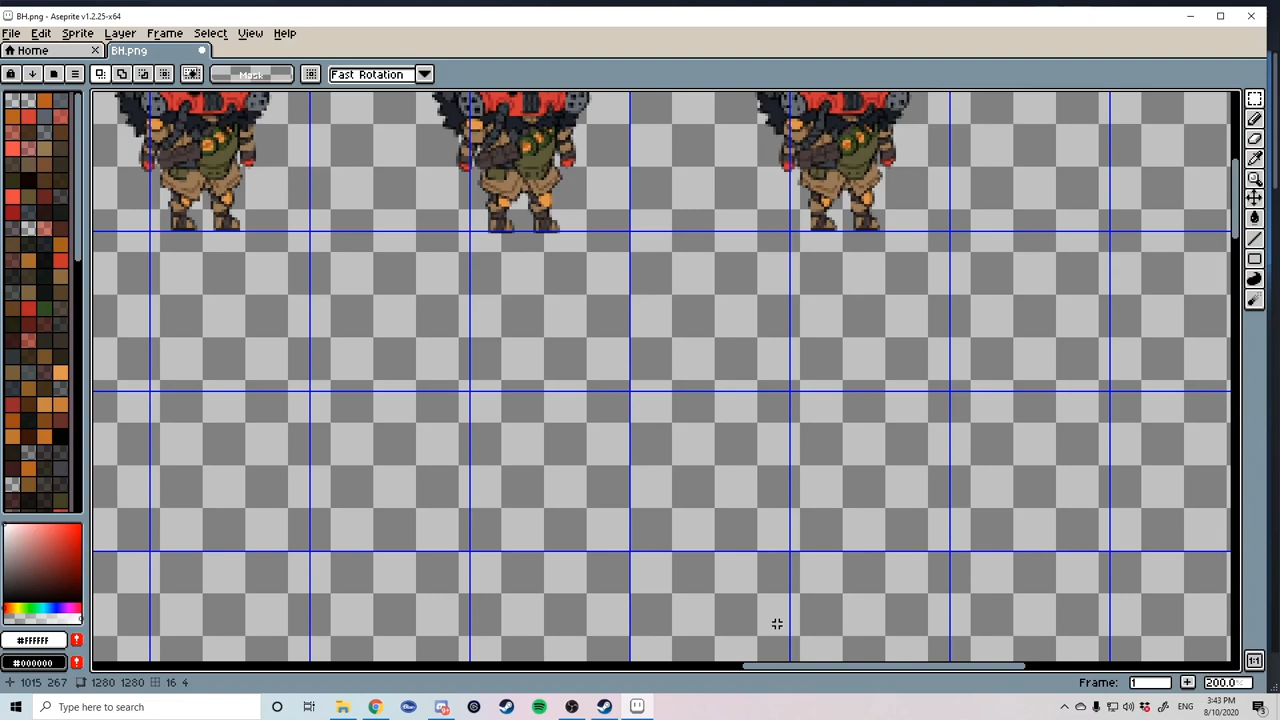 BH.png - Aseprite v1.2.25-x64
File Edit Sprite Layer Frame Select View Help
Home BH.png
Mask Fast Rotation
#ffffff
#000000
1015 267 1280 1280 16 4 Frame: 1 200.0 1:1
Type here to search ENG 3:43 PM 8/10/2020